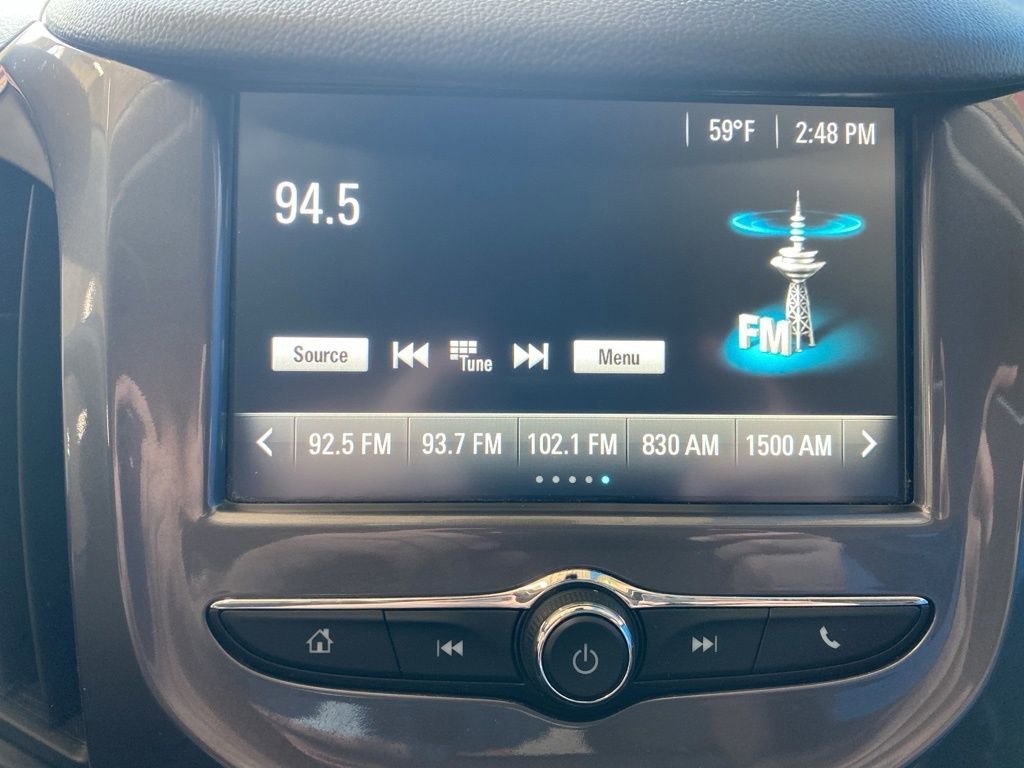 59°F 2:48 PM
94.5
FM
Source Tune Menu
92.5 FM 93.7 FM 102.1 FM 830 AM 1500 AM